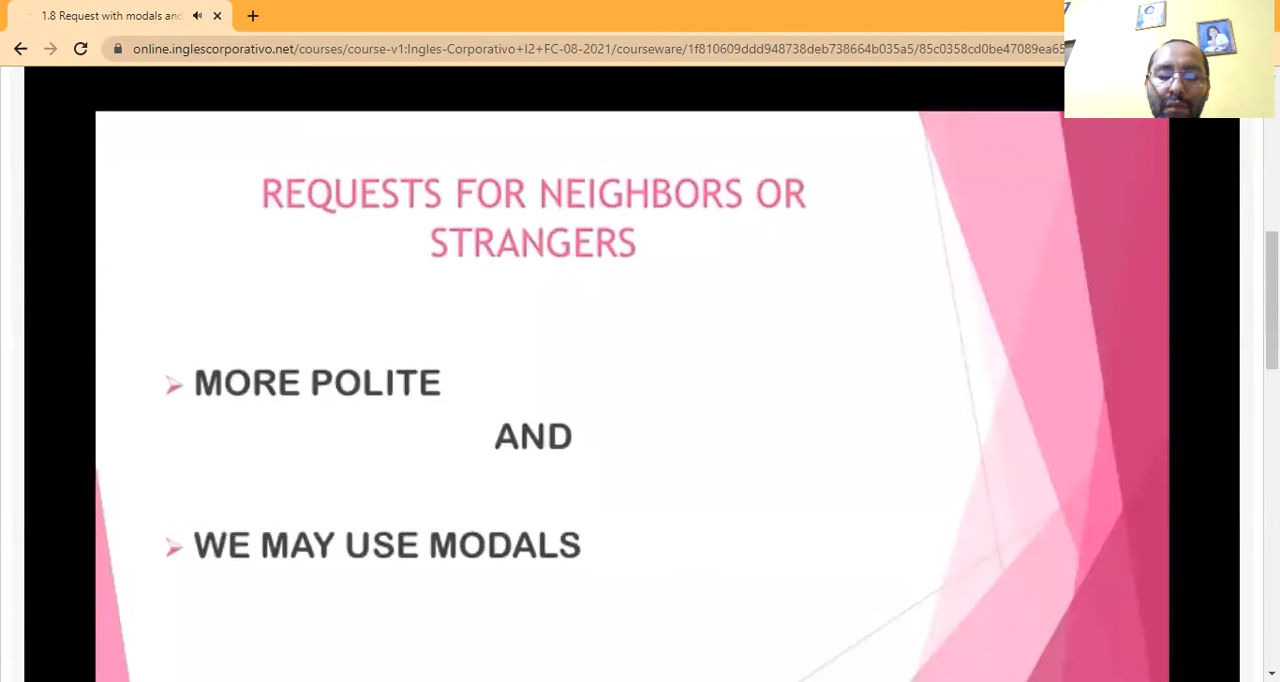 1.8 Request with modals and
online.inglescorporativo.net/courses/course-v1:Ingles-Corporativo+I2+FC-08-2021/courseware/1f810609ddd948738deb738664b035a5/85c0358cd0be47089ea65
REQUESTS FOR NEIGHBORS OR
STRANGERS
MORE POLITE
AND
WE MAY USE MODALS